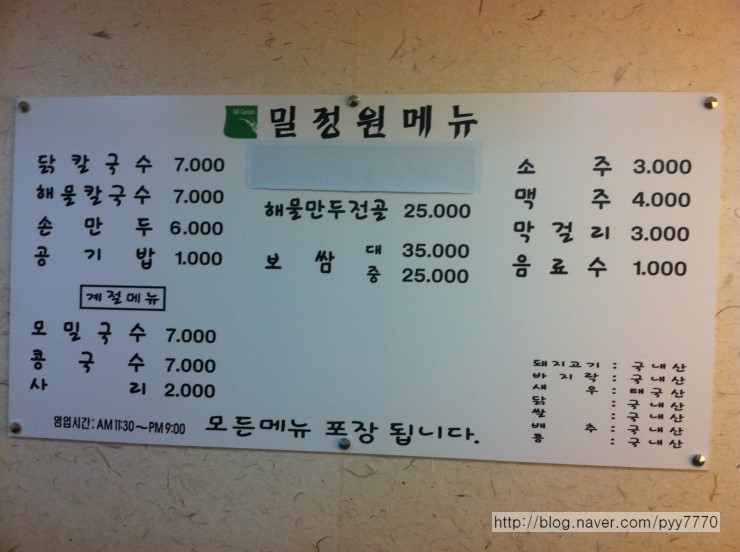 밀정원메뉴
닭칼국수 7.000
해물칼국수 7.000
손만두 6.000
공기밥 1.000
계절메뉴
모밀국수 7.000
콩국수 7.000
사리 2.000
해물만두전골 25.000
보쌈 대 35.000
중 25.000
소주 3.000
맥주 4.000
막걸리 3.000
음료수 1.000
돼지고기 : 국내산
바지락 : 국내산
새우 : 태국산
닭 : 국내산
쌀 : 국내산
배추 : 국내산
콩 : 국내산
영업시간 : AM 11:30~PM 9:00
모든메뉴 포장 됩니다.
http://blog.naver.com/pyy7770